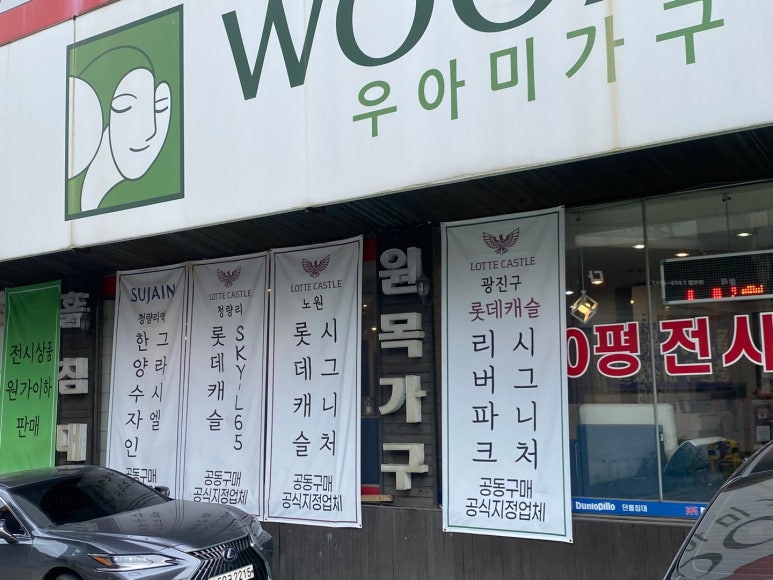 우아미가구
전시상품
원가이하
판매
SUJAIN
청량리역
한양수자인
그라시엘
LOTTE CASTLE
청량리
롯데캐슬
SKY-L65
공동구매
공식지정업체
LOTTE CASTLE
노원
롯데캐슬
시그니처
공동구매
공식지정업체
원목가구
LOTTE CASTLE
광진구
롯데캐슬
리버파크
시그니처
공동구매
공식지정업체
0평전시
DunloPillo
던롭침대